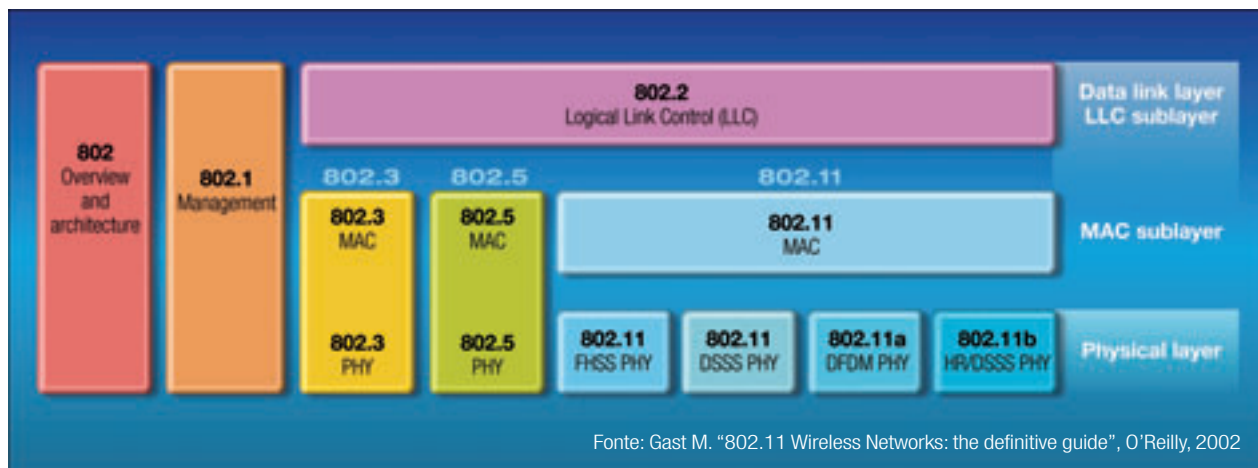 802
Overview
and
architecture
802.1
Management
802.2
Logical Link Control (LLC)
Data link layer
LLC sublayer
802.3
802.5
802.11
802.3
MAC
802.5
MAC
802.11
MAC
MAC sublayer
802.3
PHY
802.5
PHY
802.11
FHSS PHY
802.11
DSSS PHY
802.11a
DFDM PHY
802.11b
HR/DSSS PHY
Physical layer
Fonte: Gast M. “802.11 Wireless Networks: the definitive guide”, O’Reilly, 2002